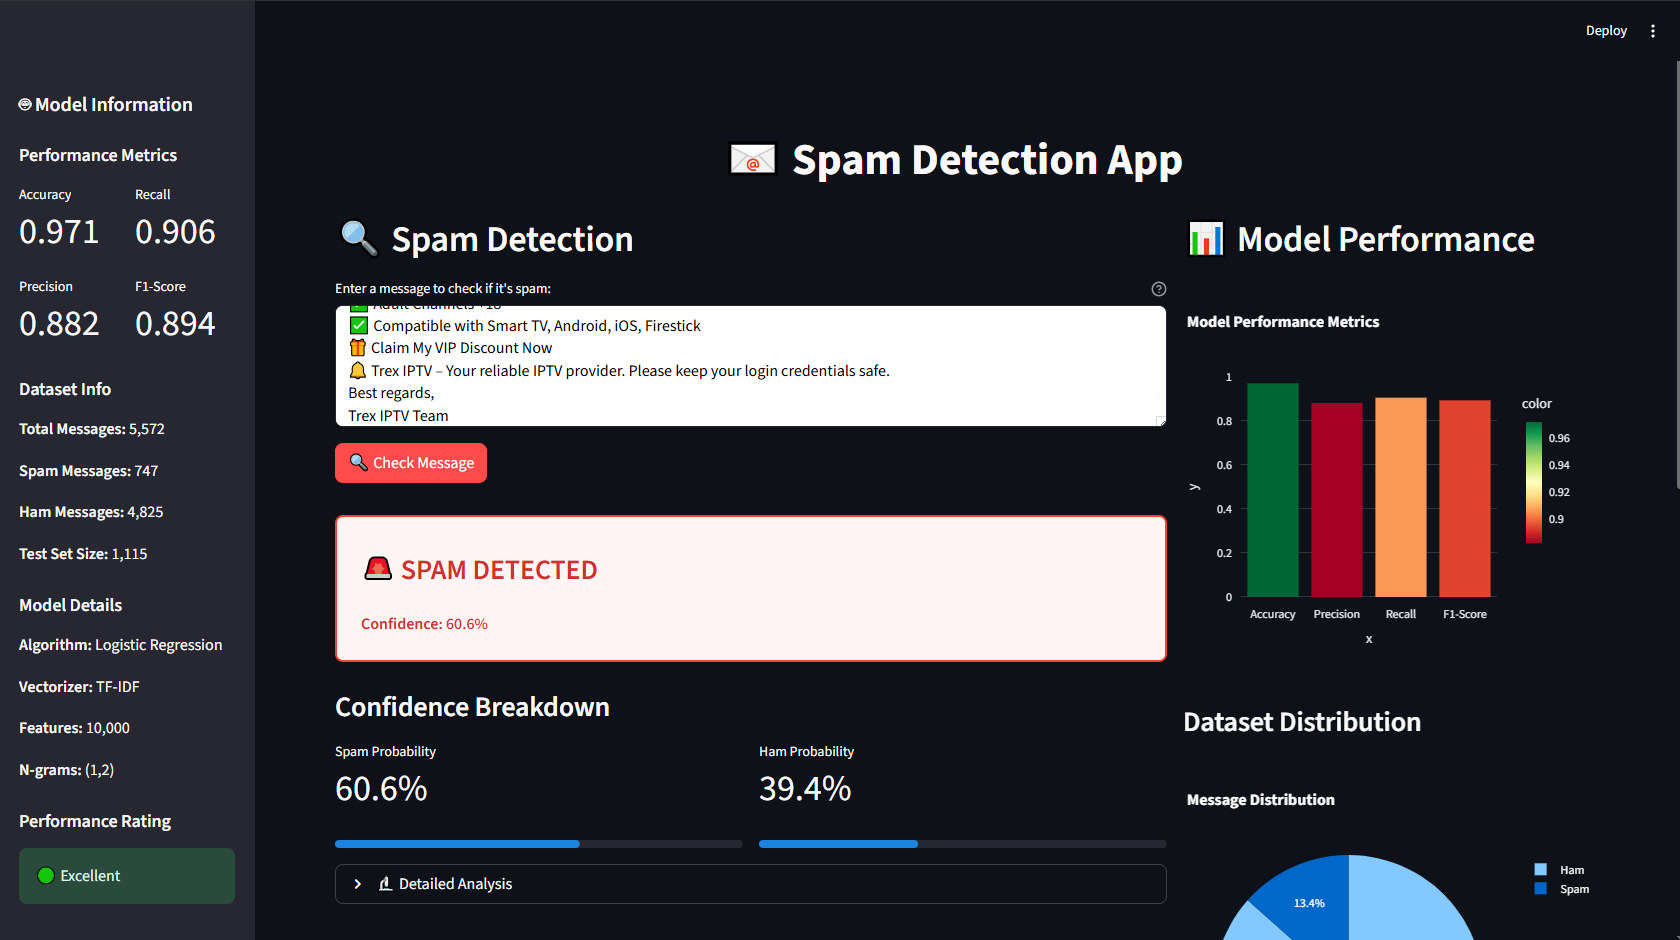 Deploy
Model Information
Performance Metrics
Accuracy
0.971
Recall
0.906
Precision
0.882
F1-Score
0.894
Dataset Info
Total Messages: 5,572
Spam Messages: 747
Ham Messages: 4,825
Test Set Size: 1,115
Model Details
Algorithm: Logistic Regression
Vectorizer: TF-IDF
Features: 10,000
N-grams: (1,2)
Performance Rating
Excellent
Spam Detection App
Spam Detection
Enter a message to check if it's spam:
Adult Channels +18
Compatible with Smart TV, Android, iOS, Firestick
Claim My VIP Discount Now
Trex IPTV – Your reliable IPTV provider. Please keep your login credentials safe.
Best regards,
Trex IPTV Team
Check Message
SPAM DETECTED
Confidence: 60.6%
Confidence Breakdown
Spam Probability
60.6%
Ham Probability
39.4%
Detailed Analysis
Model Performance
Model Performance Metrics
1
0.8
0.6
0.4
0.2
0
y
Accuracy
Precision
Recall
F1-Score
x
color
0.96
0.94
0.92
0.9
Dataset Distribution
Message Distribution
13.4%
Ham
Spam